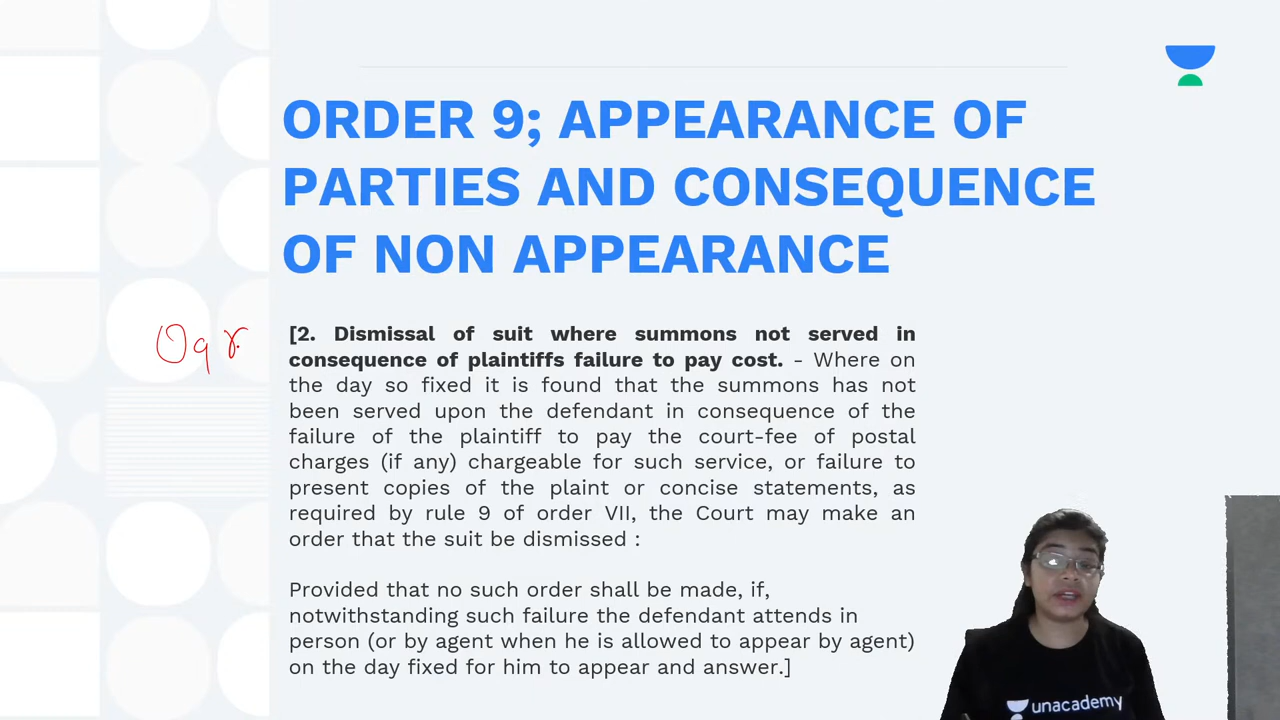 ORDER 9; APPEARANCE OF
PARTIES AND CONSEQUENCE
OF NON APPEARANCE
O9 r.
[2. Dismissal of suit where summons not served in
consequence of plaintiffs failure to pay cost. - Where on
the day so fixed it is found that the summons has not
been served upon the defendant in consequence of the
failure of the plaintiff to pay the court-fee of postal
charges (if any) chargeable for such service, or failure to
present copies of the plaint or concise statements, as
required by rule 9 of order VII, the Court may make an
order that the suit be dismissed :
Provided that no such order shall be made, if,
notwithstanding such failure the defendant attends in
person (or by agent when he is allowed to appear by agent)
on the day fixed for him to appear and answer.]
unacademy